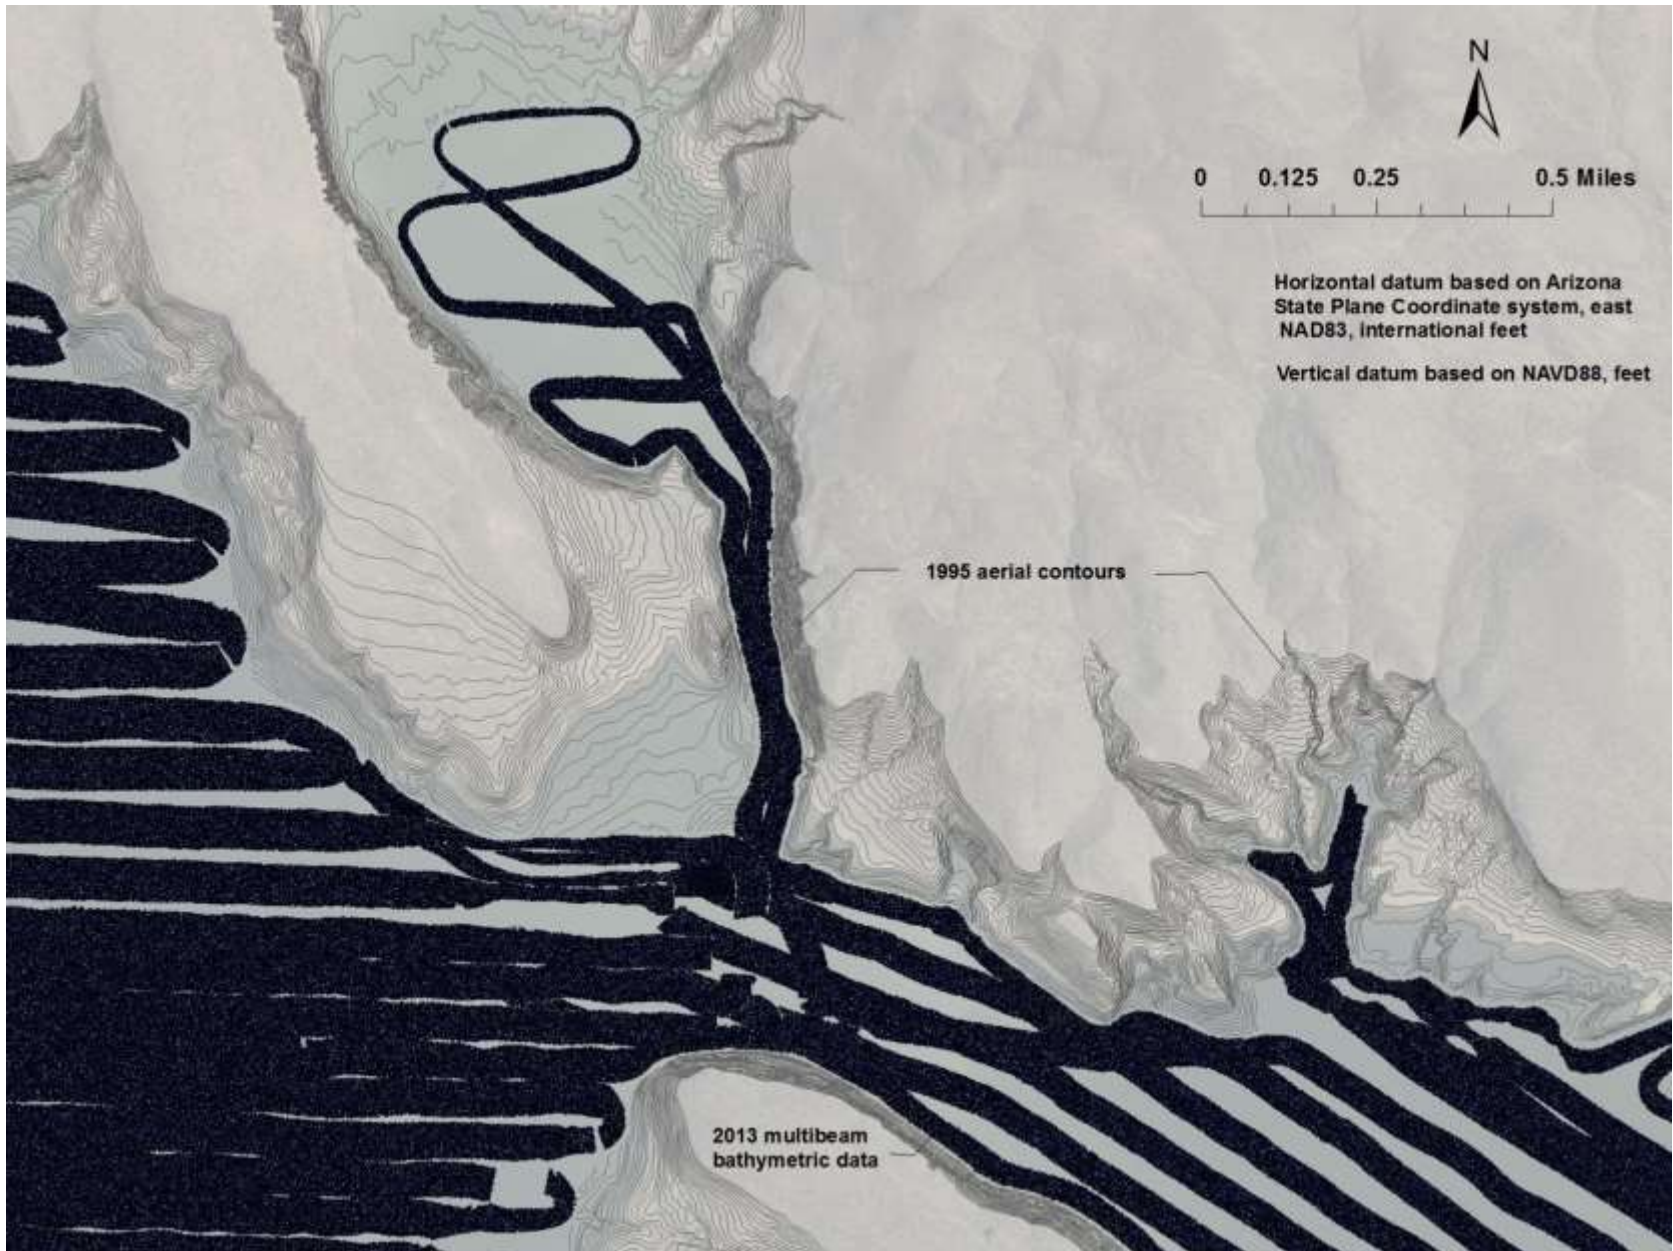 N
0 0.125 0.25 0.5 Miles
Horizontal datum based on Arizona
State Plane Coordinate system, east
NAD83, international feet
Vertical datum based on NAVD88, feet
1995 aerial contours
2013 multibeam
bathymetric data